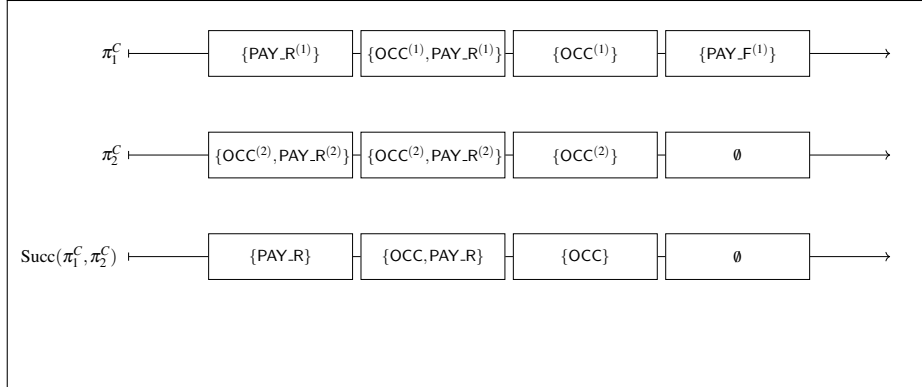 π₁ᶜ {PAY_R⁽¹⁾} {OCC⁽¹⁾,PAY_R⁽¹⁾} {OCC⁽¹⁾} {PAY_F⁽¹⁾}
π₂ᶜ {OCC⁽²⁾,PAY_R⁽²⁾} {OCC⁽²⁾,PAY_R⁽²⁾} {OCC⁽²⁾} ∅
Succ(π₁ᶜ,π₂ᶜ) {PAY_R} {OCC,PAY_R} {OCC} ∅